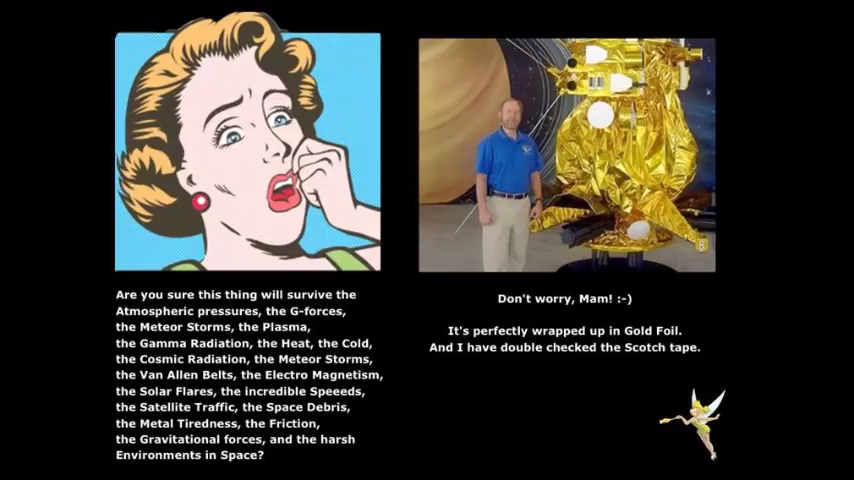 Are you sure this thing will survive the
Atmospheric pressures, the G-forces,
the Meteor Storms, the Plasma,
the Gamma Radiation, the Heat, the Cold,
the Cosmic Radiation, the Meteor Storms,
the Van Allen Belts, the Electro Magnetism,
the Solar Flares, the incredible Speeeds,
the Satellite Traffic, the Space Debris,
the Metal Tiredness, the Friction,
the Gravitational forces, and the harsh
Environments in Space?
Don't worry, Mam! :-)
It's perfectly wrapped up in Gold Foil.
And I have double checked the Scotch tape.